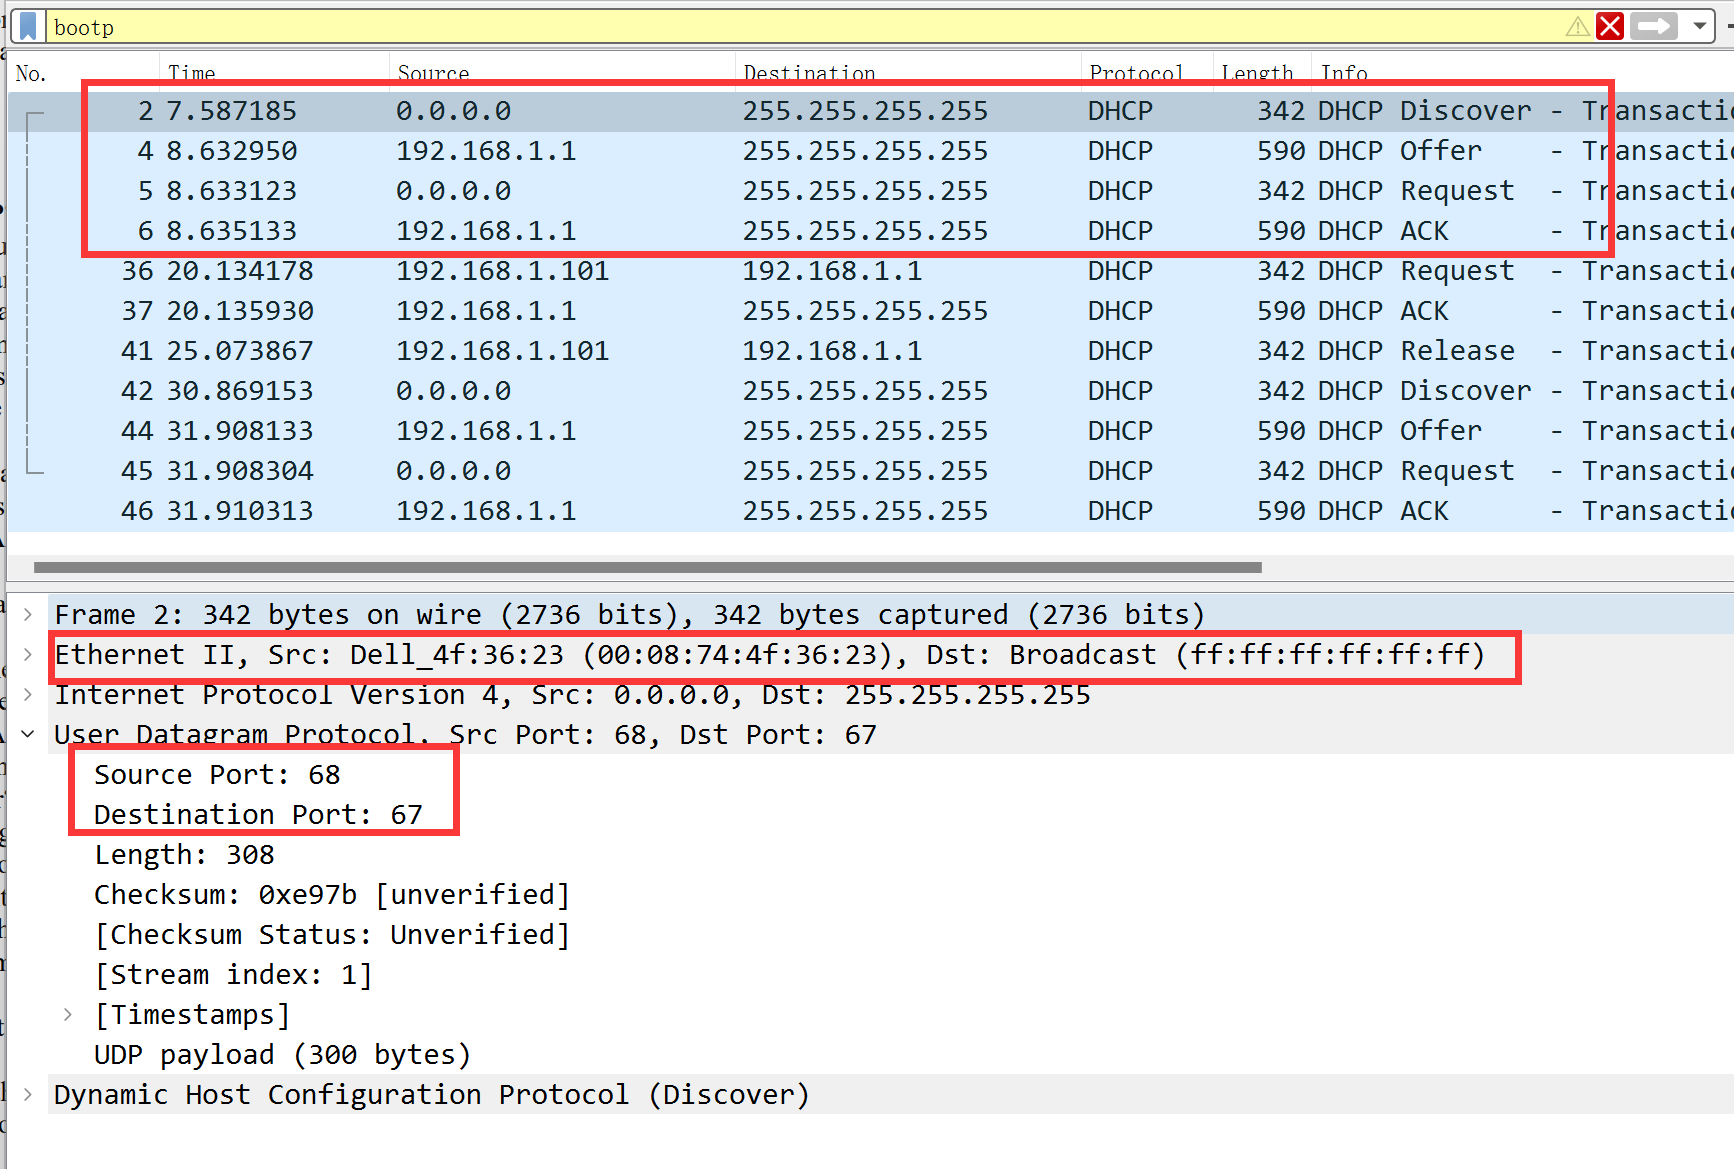 bootp
No. Time Source Destination Protocol Length Info
2 7.587185 0.0.0.0 255.255.255.255 DHCP 342 DHCP Discover - Transactio
4 8.632950 192.168.1.1 255.255.255.255 DHCP 590 DHCP Offer - Transactio
5 8.633123 0.0.0.0 255.255.255.255 DHCP 342 DHCP Request - Transactio
6 8.635133 192.168.1.1 255.255.255.255 DHCP 590 DHCP ACK - Transactio
36 20.134178 192.168.1.101 192.168.1.1 DHCP 342 DHCP Request - Transactio
37 20.135930 192.168.1.1 255.255.255.255 DHCP 590 DHCP ACK - Transactio
41 25.073867 192.168.1.101 192.168.1.1 DHCP 342 DHCP Release - Transactio
42 30.869153 0.0.0.0 255.255.255.255 DHCP 342 DHCP Discover - Transactio
44 31.908133 192.168.1.1 255.255.255.255 DHCP 590 DHCP Offer - Transactio
45 31.908304 0.0.0.0 255.255.255.255 DHCP 342 DHCP Request - Transactio
46 31.910313 192.168.1.1 255.255.255.255 DHCP 590 DHCP ACK - Transactio
Frame 2: 342 bytes on wire (2736 bits), 342 bytes captured (2736 bits)
Ethernet II, Src: Dell_4f:36:23 (00:08:74:4f:36:23), Dst: Broadcast (ff:ff:ff:ff:ff:ff)
Internet Protocol Version 4, Src: 0.0.0.0, Dst: 255.255.255.255
User Datagram Protocol, Src Port: 68, Dst Port: 67
Source Port: 68
Destination Port: 67
Length: 308
Checksum: 0xe97b [unverified]
[Checksum Status: Unverified]
[Stream index: 1]
[Timestamps]
UDP payload (300 bytes)
Dynamic Host Configuration Protocol (Discover)